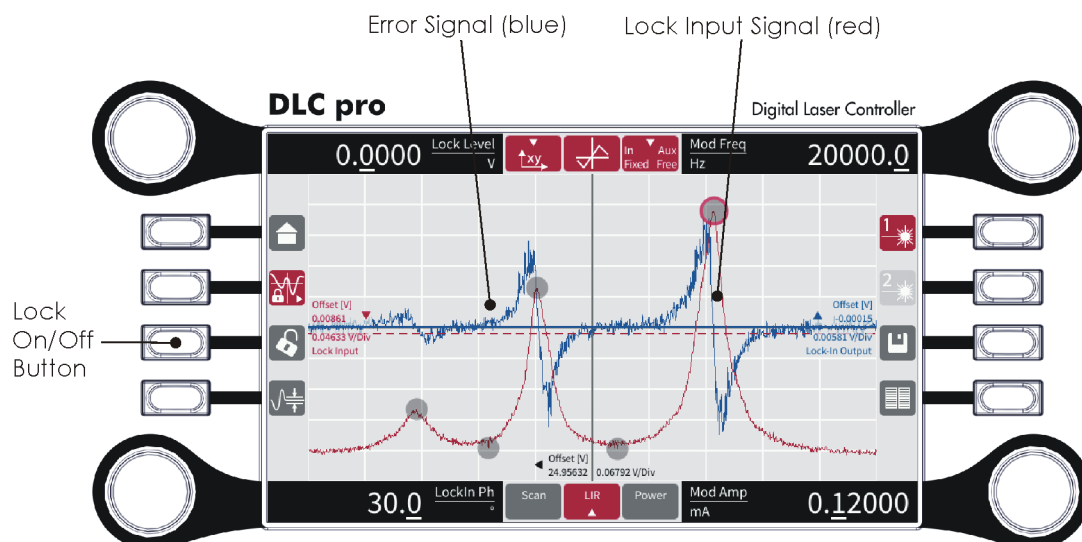 Error Signal (blue)
Lock Input Signal (red)
DLC pro
Digital Laser Controller
0.0000 Lock Level
V
xy
In Aux
Fixed Free
Mod Freq
Hz
20000.0
1
2
Offset [V]
0.00861
0.04633 V/Div
Lock Input
Offset [V]
-0.00015
0.00581 V/Div
Lock-In Output
Lock
On/Off
Button
Offset [V]
24.95632
0.06792 V/Div
30.0 LockIn Ph
°
Scan
LIR
Power
Mod Amp
mA
0.12000